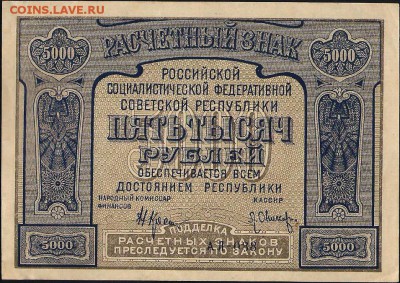 COINS.LAVE.RU
5000 РАСЧЕТНЫЙ ЗНАК 5000
РОССИЙСКОЙ
СОЦИАЛИСТИЧЕСКОЙ ФЕДЕРАТИВНОЙ
СОВЕТСКОЙ РЕСПУБЛИКИ
ПЯТЬ ТЫСЯЧ
РУБЛЕЙ
ОБЕСПЕЧИВАЕТСЯ ВСЕМ
ДОСТОЯНИЕМ РЕСПУБЛИКИ
НАРОДНЫЙ КОМИССАР
ФИНАНСОВ
КАССИР
ПОДДЕЛКА
5000 РАСЧЕТНЫХ ЗНАКОВ 5000
ПРЕСЛЕДУЕТСЯ ПО ЗАКОНУ